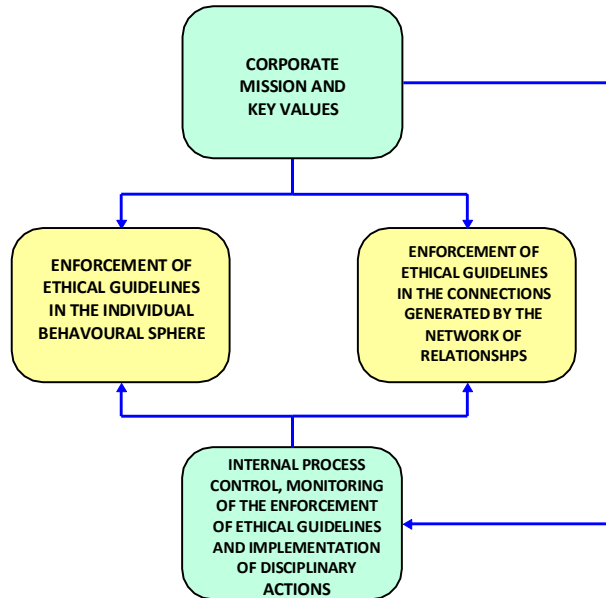 CORPORATE
MISSION AND
KEY VALUES
ENFORCEMENT OF
ETHICAL GUIDELINES
IN THE INDIVIDUAL
BEHAVOURAL SPHERE
ENFORCEMENT OF
ETHICAL GUIDELINES
IN THE CONNECTIONS
GENERATED BY THE
NETWORK OF
RELATIONSHPS
INTERNAL PROCESS
CONTROL, MONITORING
OF THE ENFORCEMENT
OF ETHICAL GUIDELINES
AND IMPLEMENTATION
OF DISCIPLINARY
ACTIONS